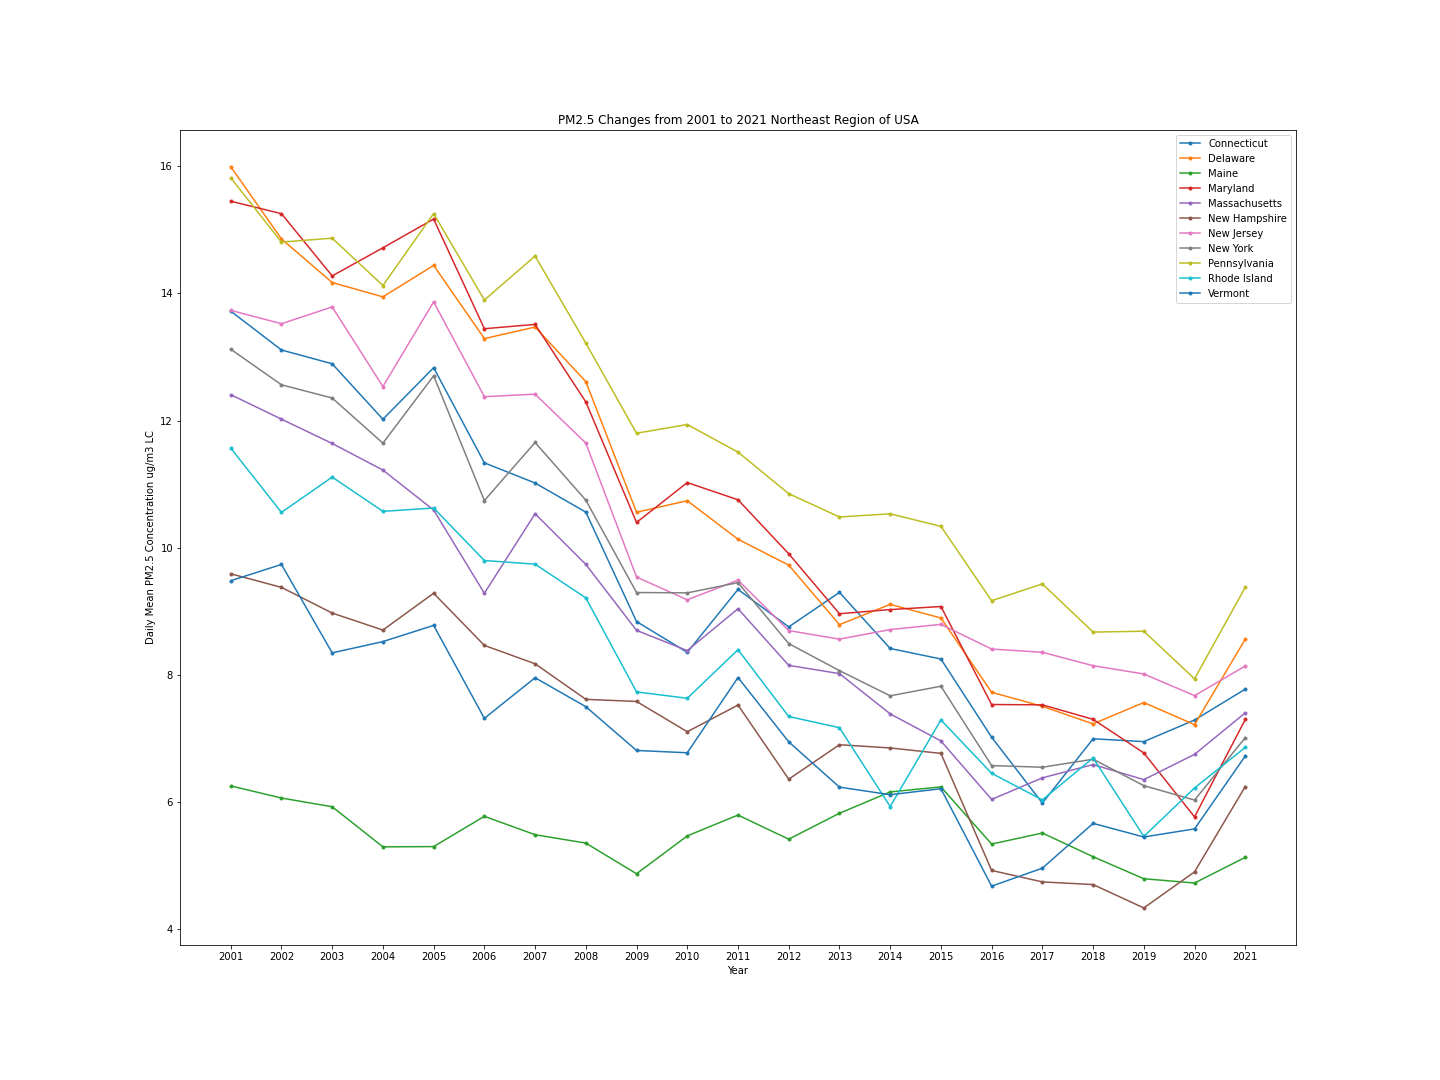 PM2.5 Changes from 2001 to 2021 Northeast Region of USA
Connecticut
Delaware
Maine
Maryland
Massachusetts
New Hampshire
New Jersey
New York
Pennsylvania
Rhode Island
Vermont
16
14
12
10
8
6
4
Daily Mean PM2.5 Concentration ug/m3 LC
2001 2002 2003 2004 2005 2006 2007 2008 2009 2010 2011 2012 2013 2014 2015 2016 2017 2018 2019 2020 2021
Year